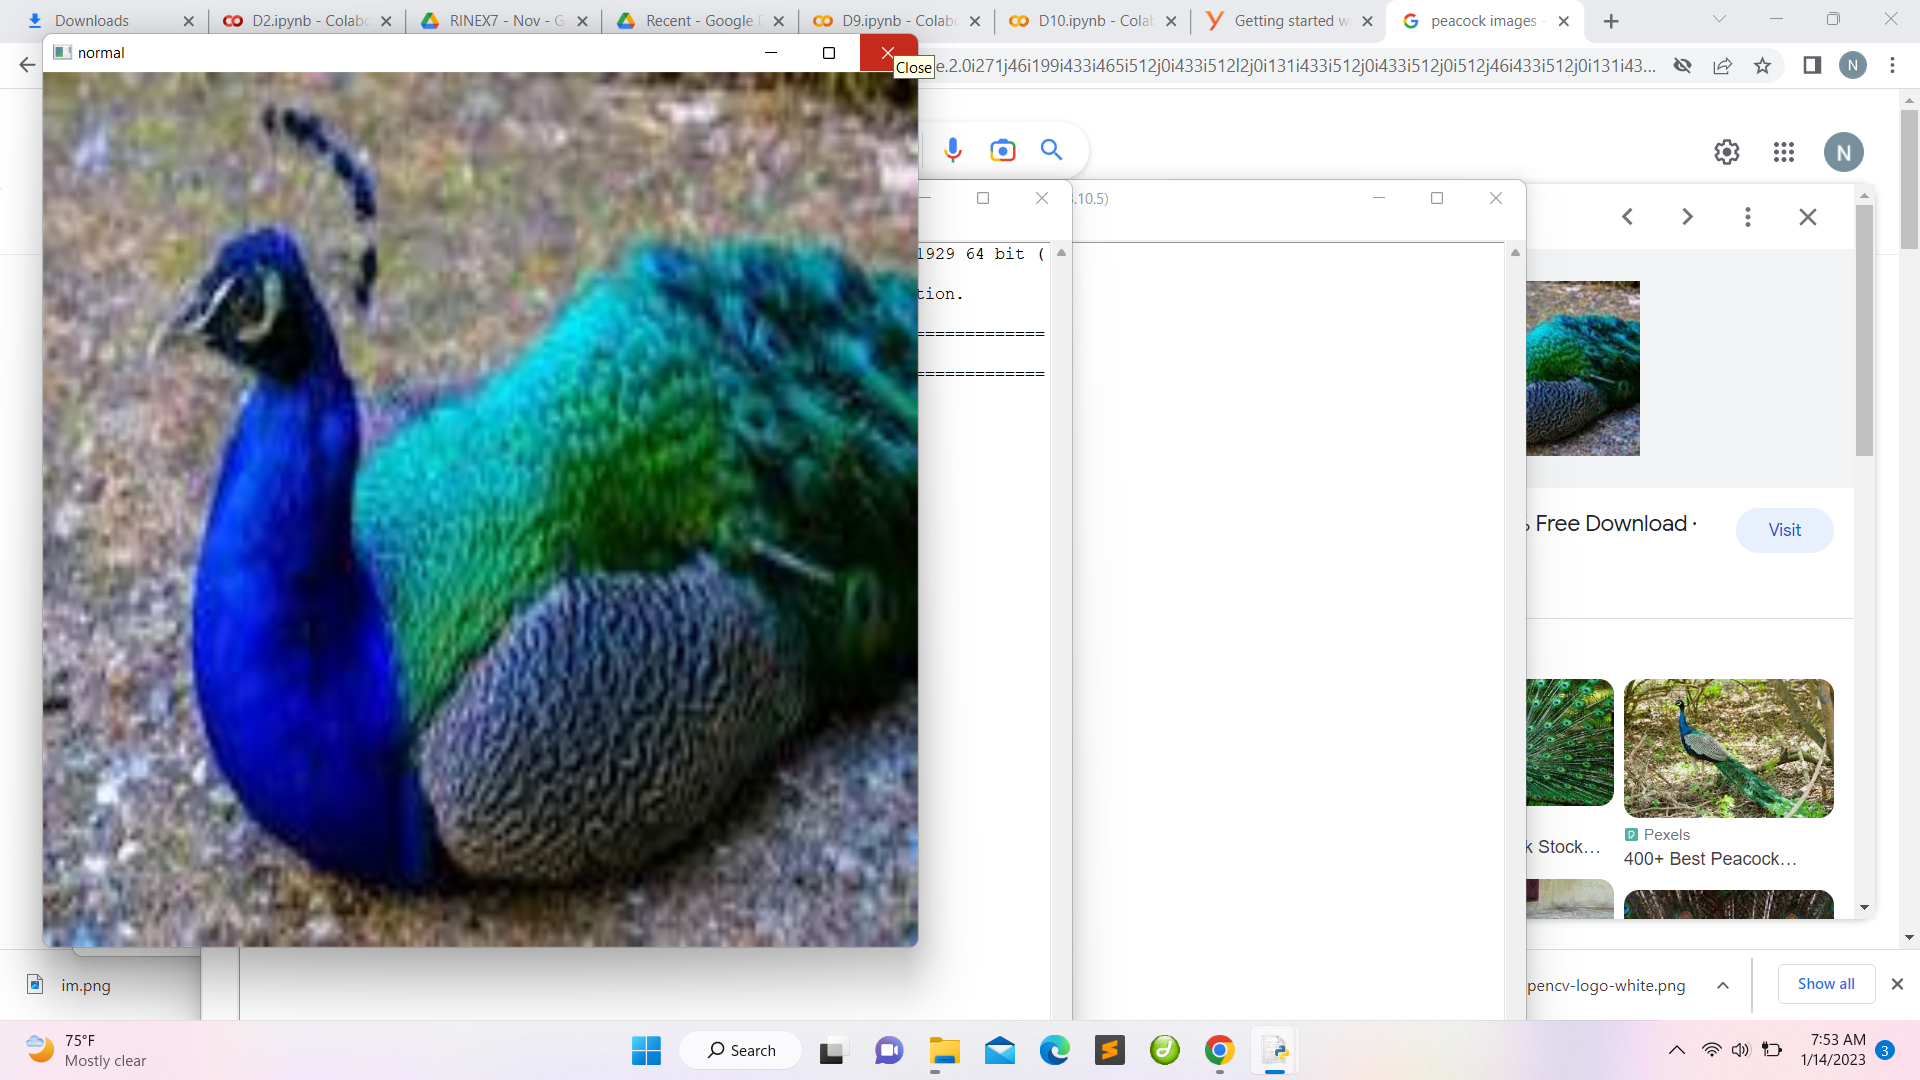 Downloads
D2.ipynb - Colab
RINEX7 - Nov - G
Recent - Google
D9.ipynb - Colab
D10.ipynb - Colab
Getting started w
peacock images -
normal
Close
e.2.0i271j46i199i433i465i512j0i433i512l2j0i131i433i512j0i433i512j0i512j46i433i512j0i131i43...
N
N
.10.5)
1929 64 bit (
tion.
=============
=============
Free Download ·
Visit
Pexels
k Stock...
400+ Best Peacock...
im.png
pencv-logo-white.png
Show all
75°F
Mostly clear
Search
7:53 AM
1/14/2023
3